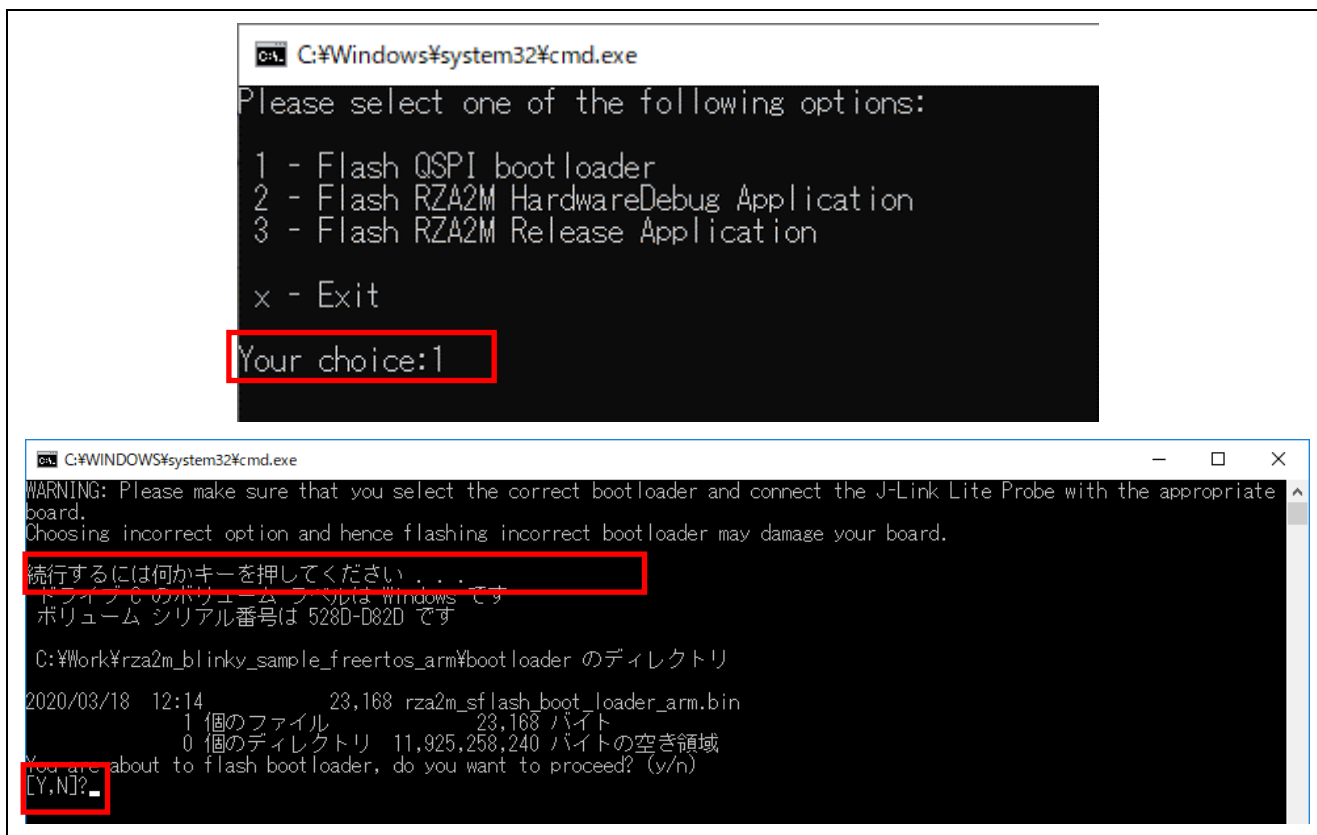 C:¥Windows¥system32¥cmd.exe
Please select one of the following options:
1 - Flash QSPI bootloader
2 - Flash RZA2M HardwareDebug Application
3 - Flash RZA2M Release Application
x - Exit
Your choice:1
C:¥WINDOWS¥system32¥cmd.exe
WARNING: Please make sure that you select the correct bootloader and connect the J-Link Lite Probe with the appropriate
board.
Choosing incorrect option and hence flashing incorrect bootloader may damage your board.
続行するには何かキーを押してください . . .
ドライブ C のボリューム ラベルは Windows です
ボリューム シリアル番号は 528D-D82D です
C:¥Work¥rza2m_blinky_sample_freertos_arm¥bootloader のディレクトリ
2020/03/18 12:14 23,168 rza2m_sflash_boot_loader_arm.bin
1 個のファイル 23,168 バイト
0 個のディレクトリ 11,925,258,240 バイトの空き領域
You are about to flash bootloader, do you want to proceed? (y/n)
[Y,N]?